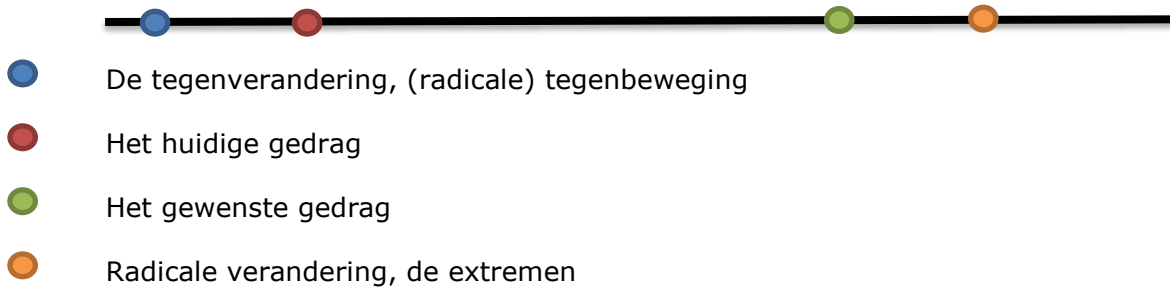 De tegenverandering, (radicale) tegenbeweging
Het huidige gedrag
Het gewenste gedrag
Radicale verandering, de extremen